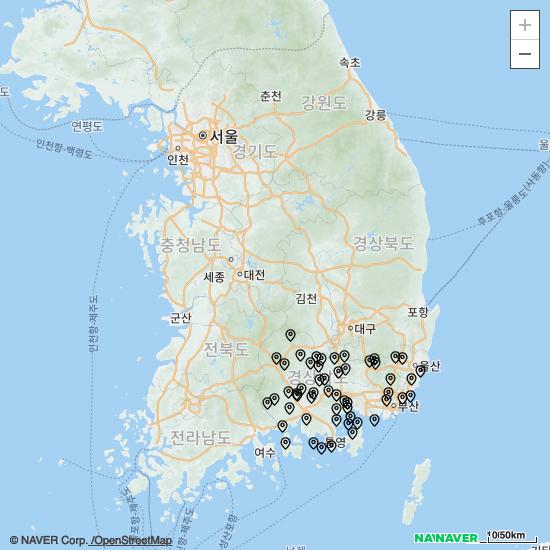 +
−
속초
춘천
강원도
강릉
도
연평도
서울
인천
경기도
울
인천항-백령도
후포항-울릉도(사동항)
충청남도
경상북도
세종
대전
김천
인천항-제주도
포항
군산
대구
전북도
울산
부산
전라남도
통영
여수
© NAVER Corp. /OpenStreetMap
NAVER
10/50km